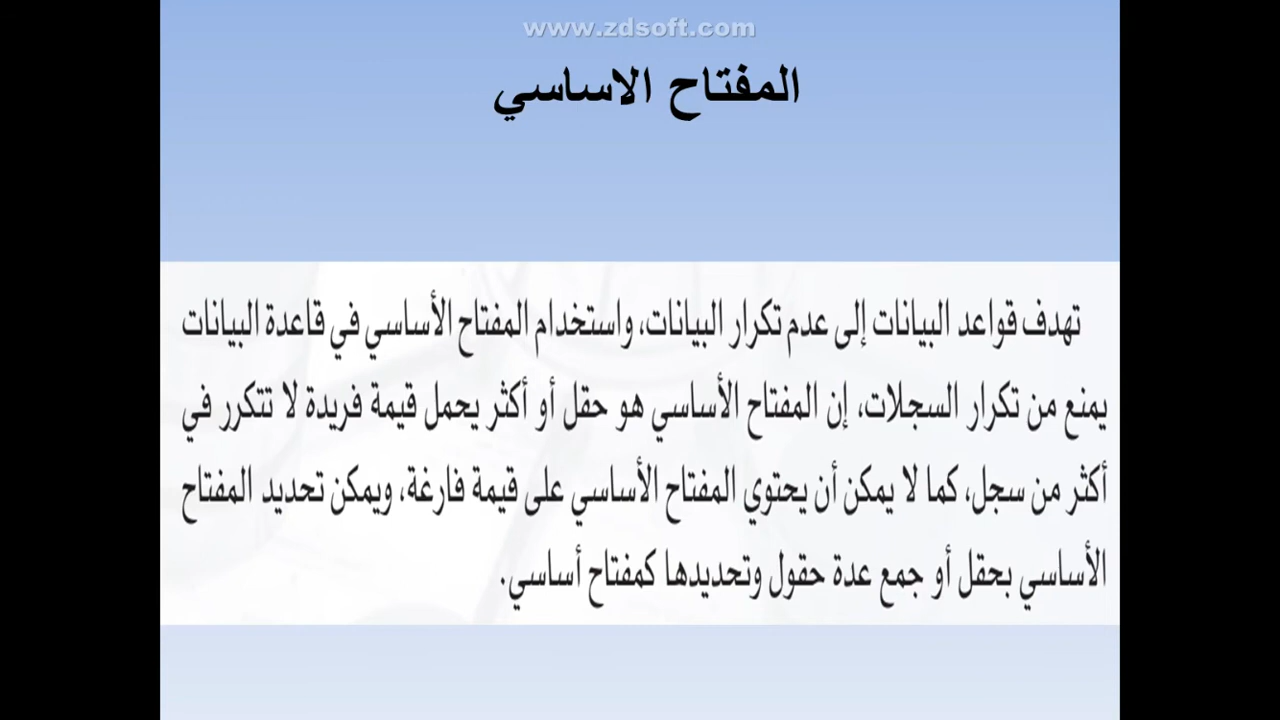 www.zdsoft.com
المفتاح الاساسي
تهدف قواعد البيانات إلى عدم تكرار البيانات، واستخدام المفتاح الأساسي في قاعدة البيانات
يمنع من تكرار السجلات، إن المفتاح الأساسي هو حقل أو أكثر يحمل قيمة فريدة لا تتكرر في
أكثر من سجل، كما لا يمكن أن يحتوي المفتاح الأساسي على قيمة فارغة، ويمكن تحديد المفتاح
الأساسي بحقل أو جمع عدة حقول وتحديدها كمفتاح أساسي.